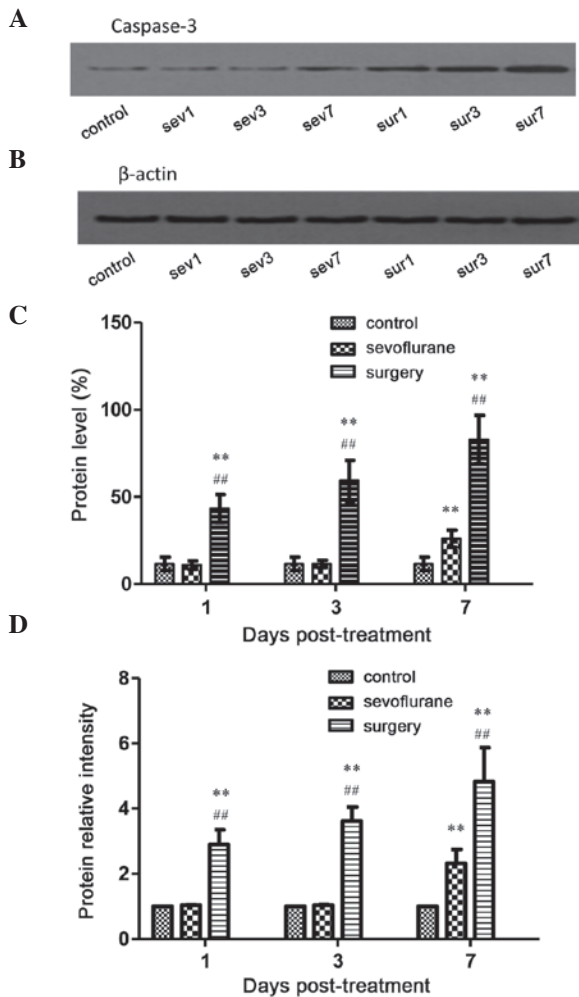 A
Caspase-3
control sev1 sev3 sev7 sur1 sur3 sur7
B
β-actin
control sev1 sev3 sev7 sur1 sur3 sur7
C
150
100
50
0
Protein level (%)
control
sevoflurane
surgery
**
##
**
##
**
**
##
1 3 7
Days post-treatment
D
8
6
4
2
0
Protein relative intensity
control
sevoflurane
surgery
**
##
**
##
**
**
##
1 3 7
Days post-treatment